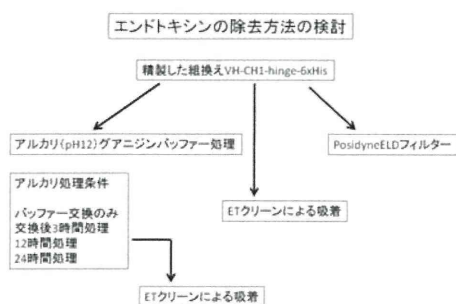 エンドトキシンの除去方法の検討
精製した組換えVH-CH1-hinge-6xHis
アルカリ(pH12)グアニジンバッファー処理
PosidyneELDフィルター
アルカリ処理条件
バッファー交換のみ
交換後3時間処理
12時間処理
24時間処理
ETクリーンによる吸着
ETクリーンによる吸着